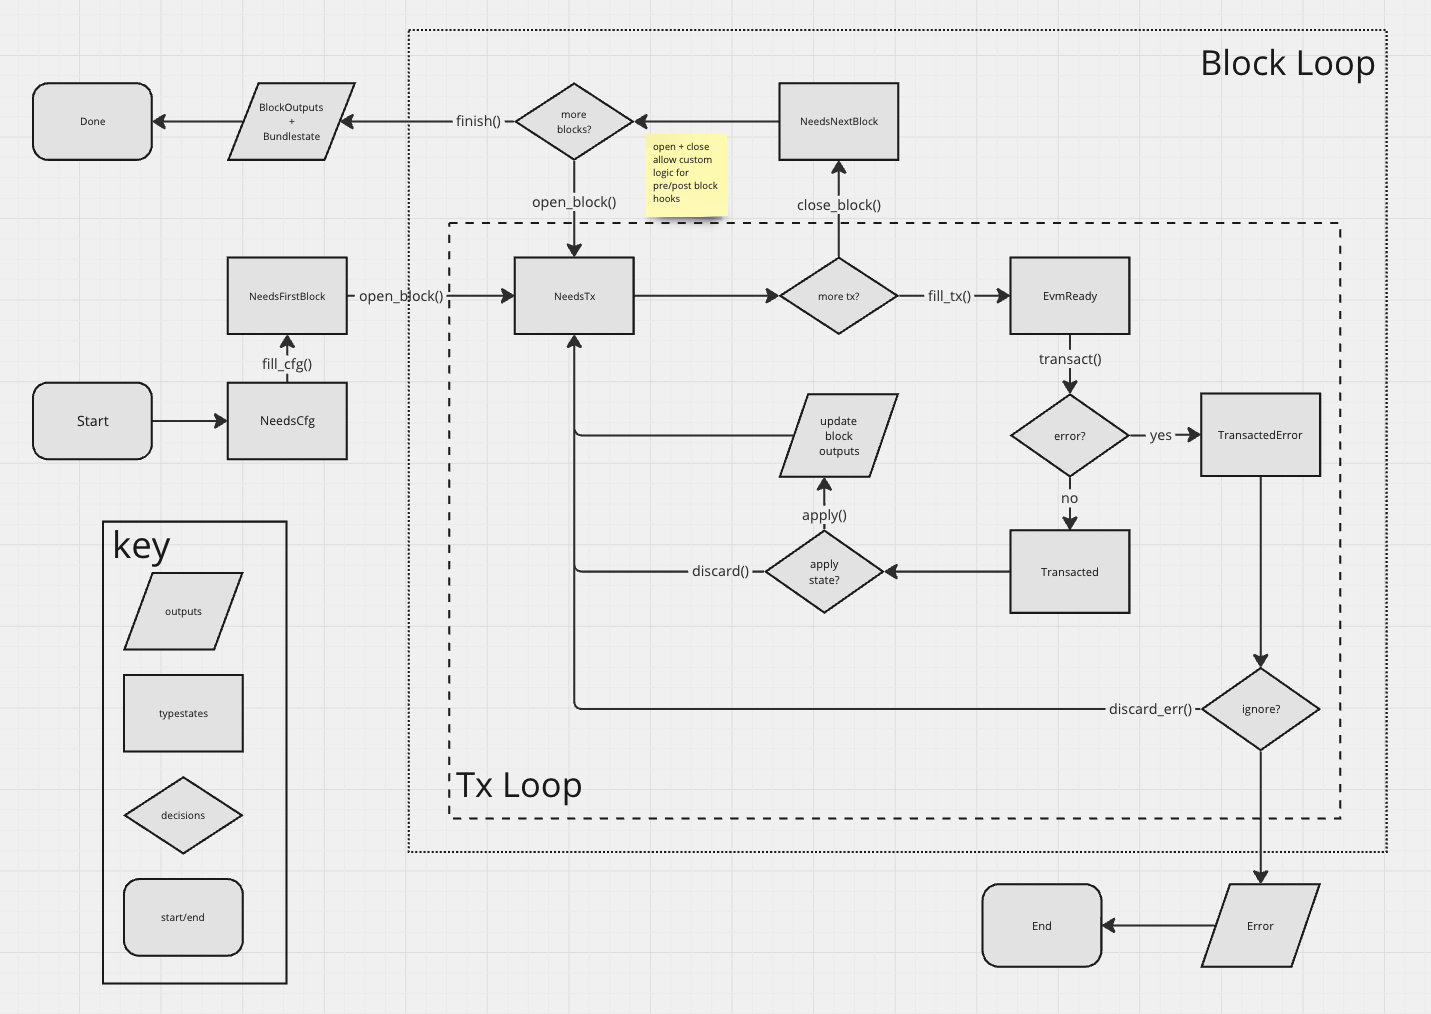 Block Loop
Done
BlockOutputs
+
Bundlestate
finish()
more
blocks?
NeedsNextBlock
open + close
allow custom
logic for
pre/post block
hooks
open_block()
close_block()
NeedsFirstBlock
open_block()
NeedsTx
more tx?
fill_tx()
EvmReady
fill_cfg()
transact()
Start
NeedsCfg
update
block
outputs
error?
yes
TransactedError
no
apply()
discard()
apply
state?
Transacted
discard_err()
ignore?
Tx Loop
key
outputs
typestates
decisions
start/end
End
Error